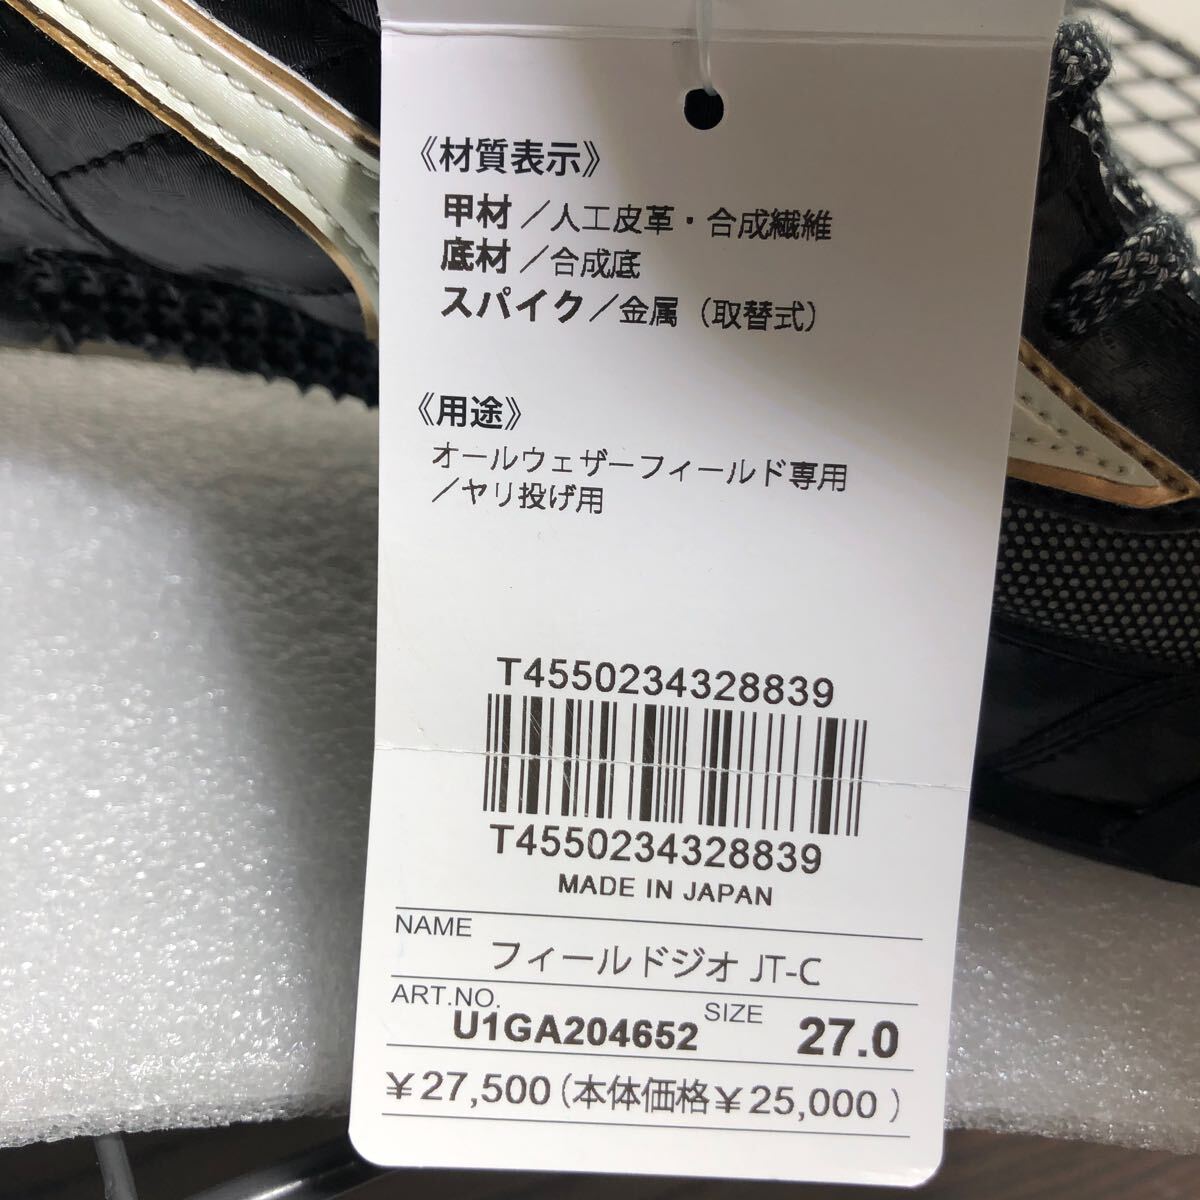 《材質表示》
甲材／人工皮革・合成繊維
底材／合成底
スパイク／金属（取替式）
《用途》
オールウェザーフィールド専用
／ヤリ投げ用
T4550234328839
T4550234328839
MADE IN JAPAN
NAME
フィールドジオ JT-C
ART.NO.
U1GA204652
SIZE
27.0
￥27,500（本体価格￥25,000）